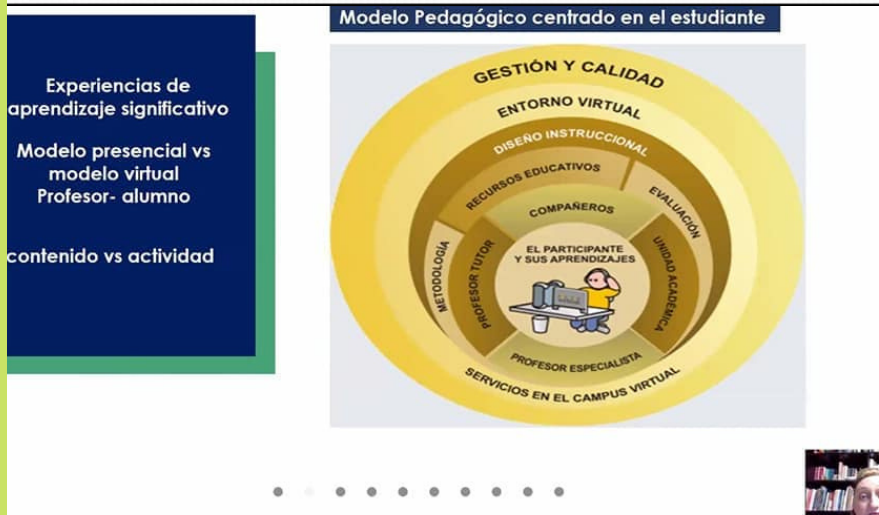 Modelo Pedagógico centrado en el estudiante
Experiencias de
aprendizaje significativo
Modelo presencial vs
modelo virtual
Profesor- alumno
contenido vs actividad
GESTIÓN Y CALIDAD
ENTORNO VIRTUAL
DISEÑO INSTRUCCIONAL
RECURSOS EDUCATIVOS
EVALUACIÓN
METODOLOGÍA
COMPAÑEROS
PROFESOR TUTOR
UNIDAD ACADÉMICA
EL PARTICIPANTE
Y SUS APRENDIZAJES
PROFESOR ESPECIALISTA
SERVICIOS EN EL CAMPUS VIRTUAL